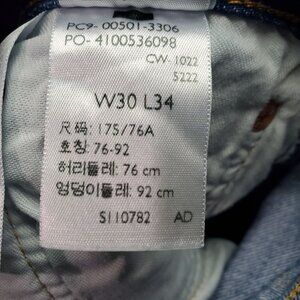 PC9- 00501-3306
PO- 4100536098
CW- 1022
5222
W30 L34
尺码: 175/76A
호칭: 76-92
허리둘레: 76 cm
엉덩이둘레: 92 cm
S110782 AD